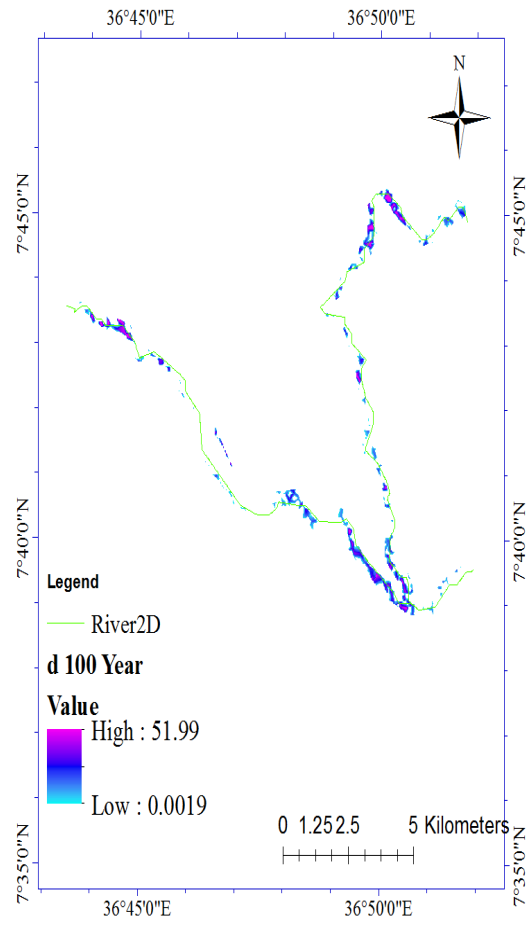 36°45'0"E 36°50'0"E
N
7°45'0"N 7°45'0"N
7°40'0"N 7°40'0"N
Legend
River2D
d 100 Year
Value
High : 51.99
Low : 0.0019
0 1.252.5 5 Kilometers
7°35'0"N 7°35'0"N
36°45'0"E 36°50'0"E